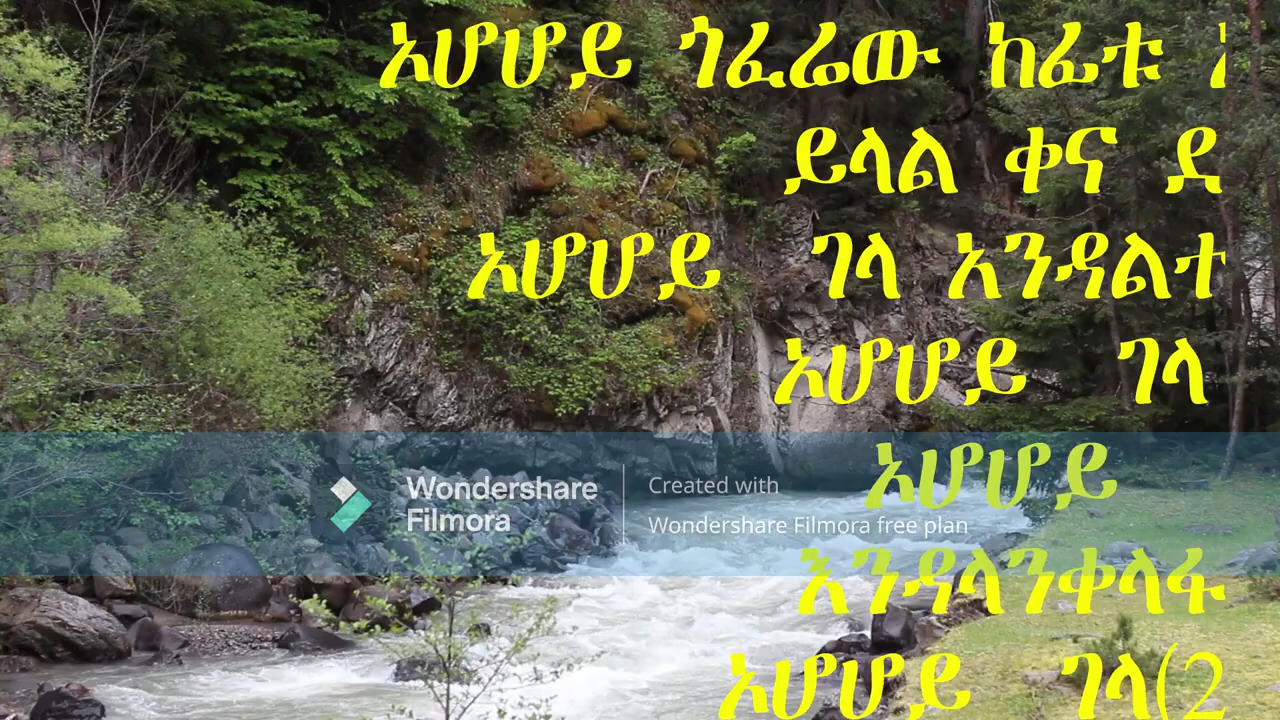 ኦሆሆይ ጎፈሬው ከፊቱ
ይላል ቀና ደ
ኦሆሆይ ገላ አንዳልተ
ኦሆሆይ ገላ
ኦሆሆይ
Wondershare
Filmora
Created with
Wondershare Filmora free plan
እንዳላንቀላፋ
ኦሆሆይ ገላ(2